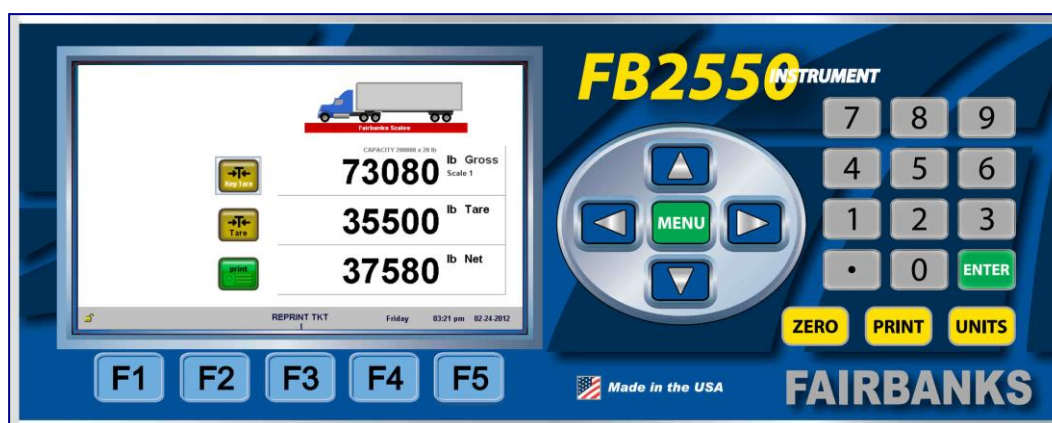 FB2550
INSTRUMENT
Fairbanks Scales
CAPACITY 200000 x 20 lb
Key Tare
73080 lb Gross
Scale 1
Tare
35500 lb Tare
print
37580 lb Net
REPRINT TKT Friday 03:21 pm 02-24-2012
F1 F2 F3 F4 F5
MENU
7 8 9
4 5 6
1 2 3
• 0 ENTER
ZERO PRINT UNITS
Made in the USA
FAIRBANKS